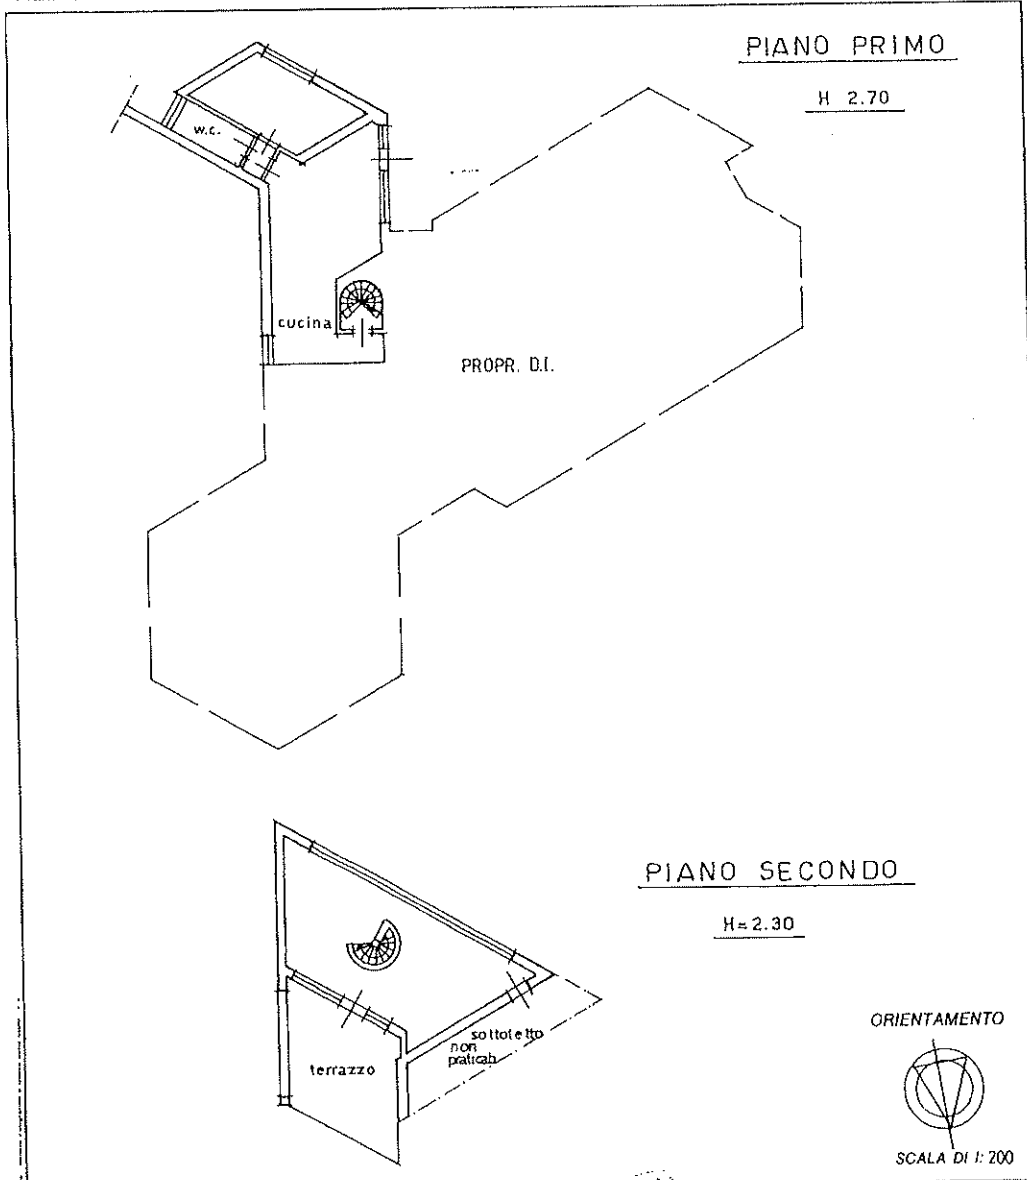 PIANO PRIMO
H 2.70
w.c.
cucina
PROPR. D.I.
PIANO SECONDO
H=2.30
sottotetto
non
praticab.
terrazzo
ORIENTAMENTO
SCALA DI 1: 200